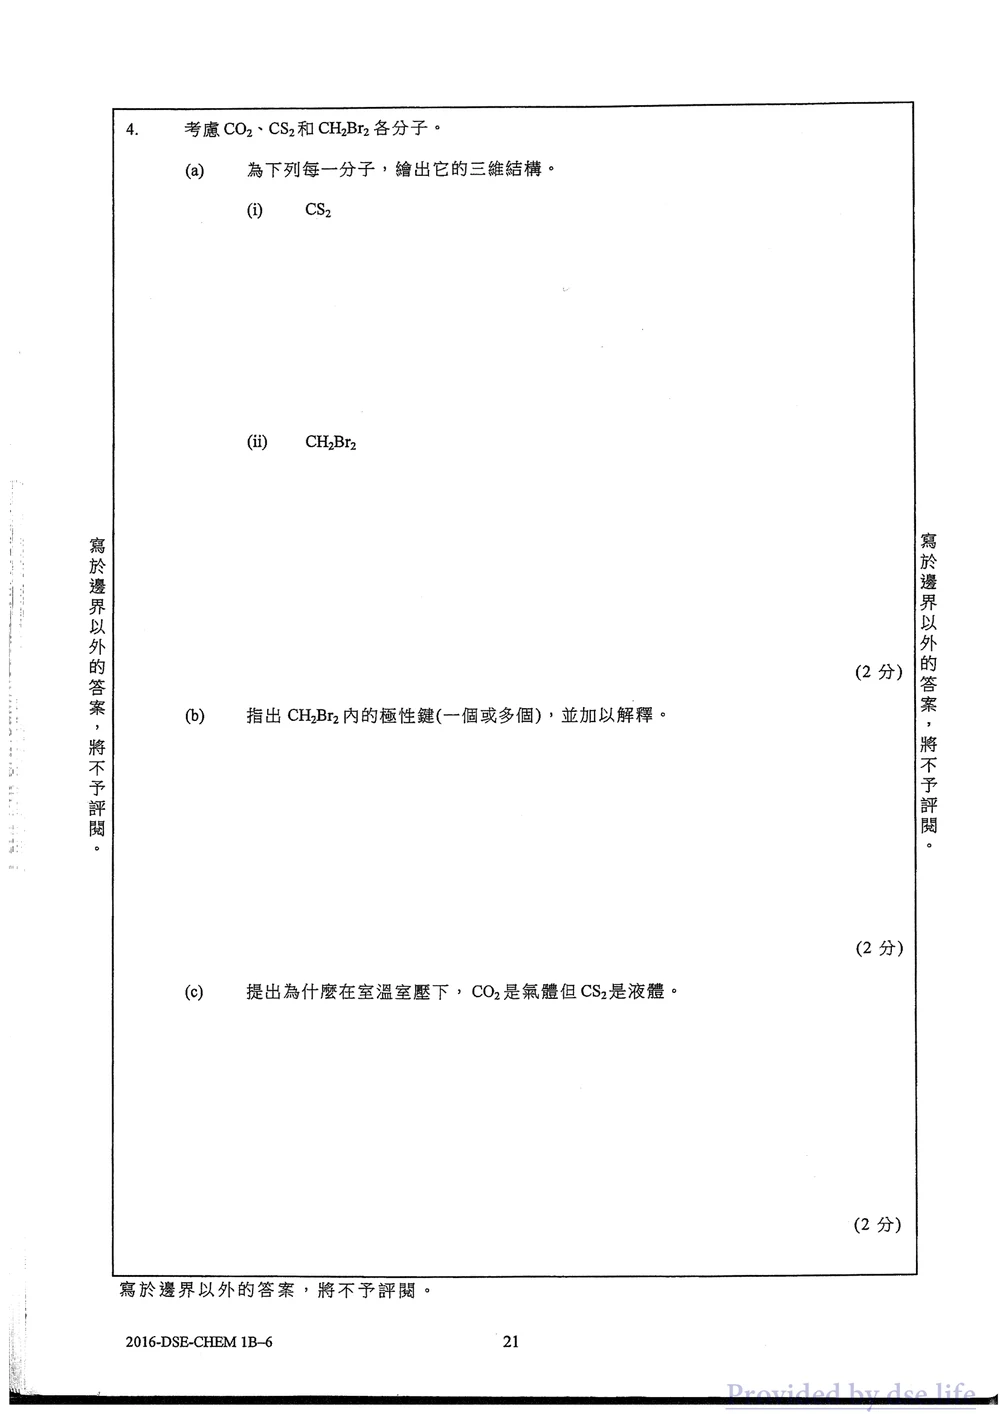 4. 考慮 CO₂、CS₂和 CH₂Br₂ 各分子。
(a) 為下列每一分子,繪出它的三維結構。
(i) CS₂
(ii) CH₂Br₂
(2 分)
(b) 指出 CH₂Br₂ 內的極性鍵(一個或多個),並加以解釋。
(2 分)
(c) 提出為什麼在室溫室壓下, CO₂ 是氣體但 CS₂ 是液體。
(2 分)
寫於邊界以外的答案,將不予評閱。
寫於邊界以外的答案,將不予評閱。
寫於邊界以外的答案,將不予評閱。
2016-DSE-CHEM 1B–6
21
Provided by dse.life